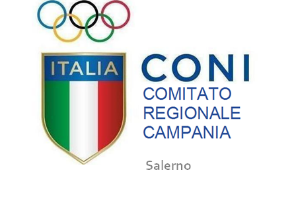 ITALIA
CONI
COMITATO
REGIONALE
CAMPANIA
Salerno